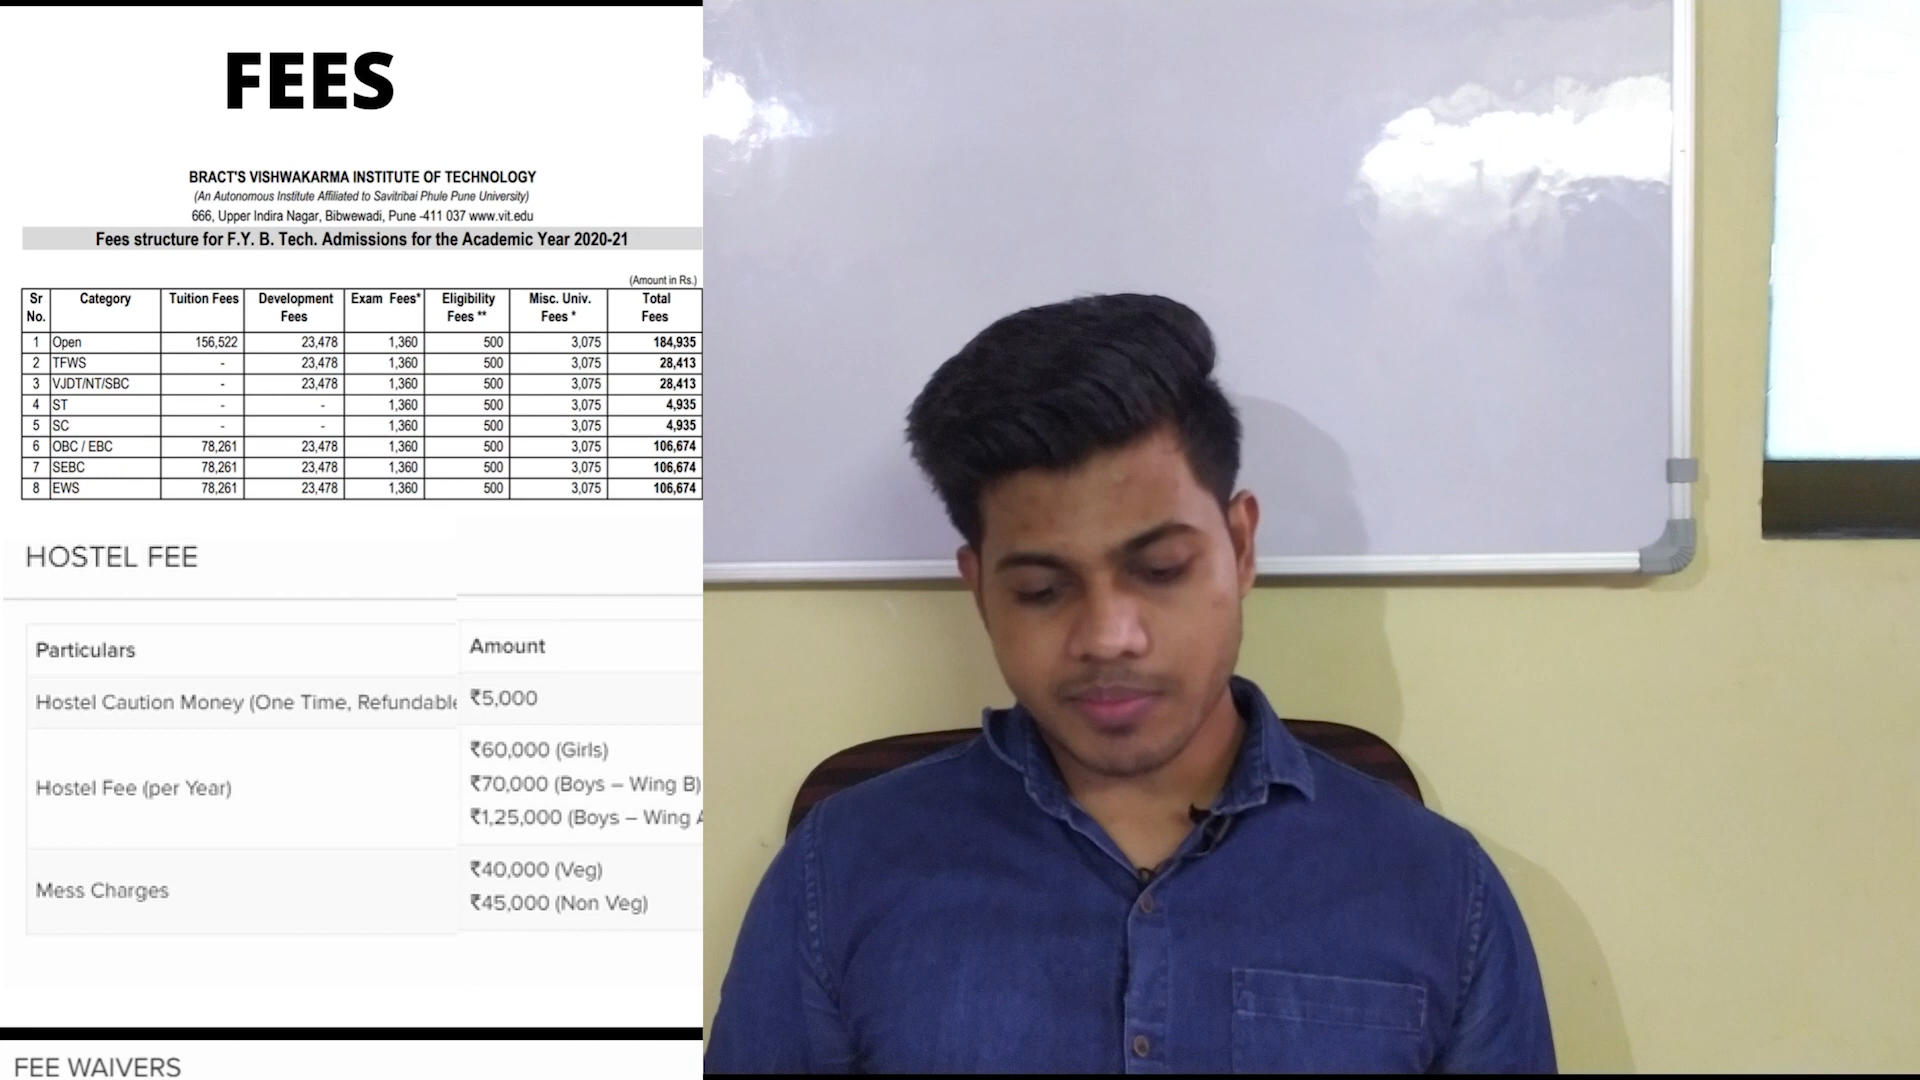 FEES
BRACT'S VISHWAKARMA INSTITUTE OF TECHNOLOGY
(An Autonomous Institute Affiliated to Savitribai Phule Pune University)
666, Upper Indira Nagar, Bibwewadi, Pune -411 037 www.vit.edu
Fees structure for F.Y. B. Tech. Admissions for the Academic Year 2020-21
(Amount in Rs.)
Sr No. Category Tuition Fees Development Fees Exam Fees* Eligibility Fees ** Misc. Univ. Fees * Total Fees
1 Open 156,522 23,478 1,360 500 3,075 184,935
2 TFWS - 23,478 1,360 500 3,075 28,413
3 VJDT/NT/SBC - 23,478 1,360 500 3,075 28,413
4 ST - - 1,360 500 3,075 4,935
5 SC - - 1,360 500 3,075 4,935
6 OBC / EBC 78,261 23,478 1,360 500 3,075 106,674
7 SEBC 78,261 23,478 1,360 500 3,075 106,674
8 EWS 78,261 23,478 1,360 500 3,075 106,674
HOSTEL FEE
Particulars Amount
Hostel Caution Money (One Time, Refundable ₹5,000
Hostel Fee (per Year) ₹60,000 (Girls)
₹70,000 (Boys – Wing B)
₹1,25,000 (Boys – Wing A
Mess Charges ₹40,000 (Veg)
₹45,000 (Non Veg)
FEE WAIVERS